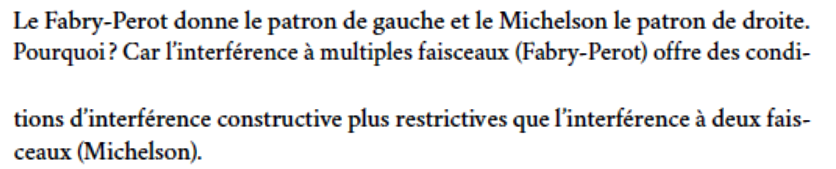 Le Fabry-Perot donne le patron de gauche et le Michelson le patron de droite.
Pourquoi? Car l'interférence à multiples faisceaux (Fabry-Perot) offre des condi-
tions d'interférence constructive plus restrictives que l'interférence à deux fais-
ceaux (Michelson).